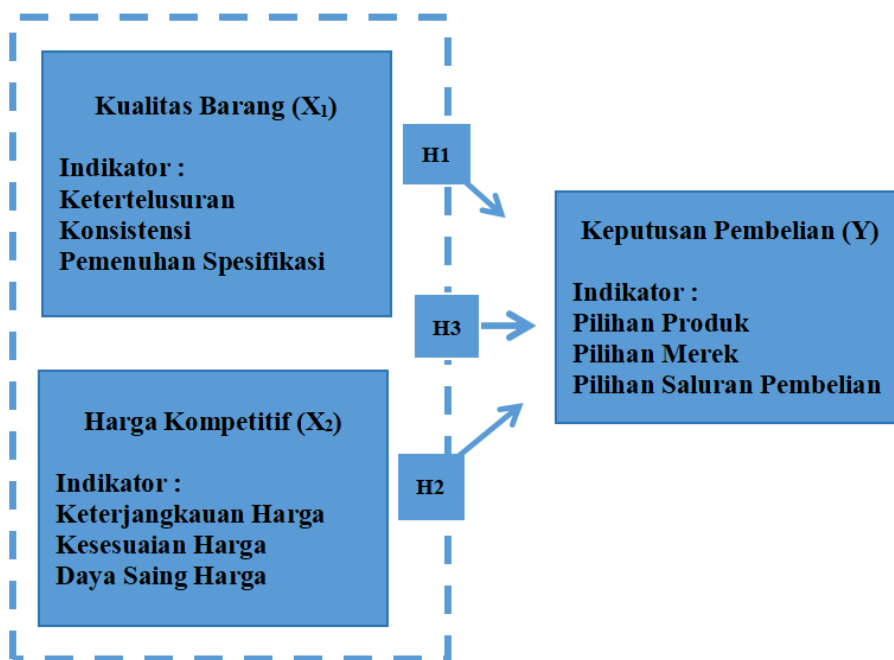 Kualitas Barang (X₁)
Indikator :
Ketertelusuran
Konsistensi
Pemenuhan Spesifikasi
H1
Keputusan Pembelian (Y)
Indikator :
Pilihan Produk
Pilihan Merek
Pilihan Saluran Pembelian
H3
Harga Kompetitif (X₂)
Indikator :
Keterjangkauan Harga
Kesesuaian Harga
Daya Saing Harga
H2